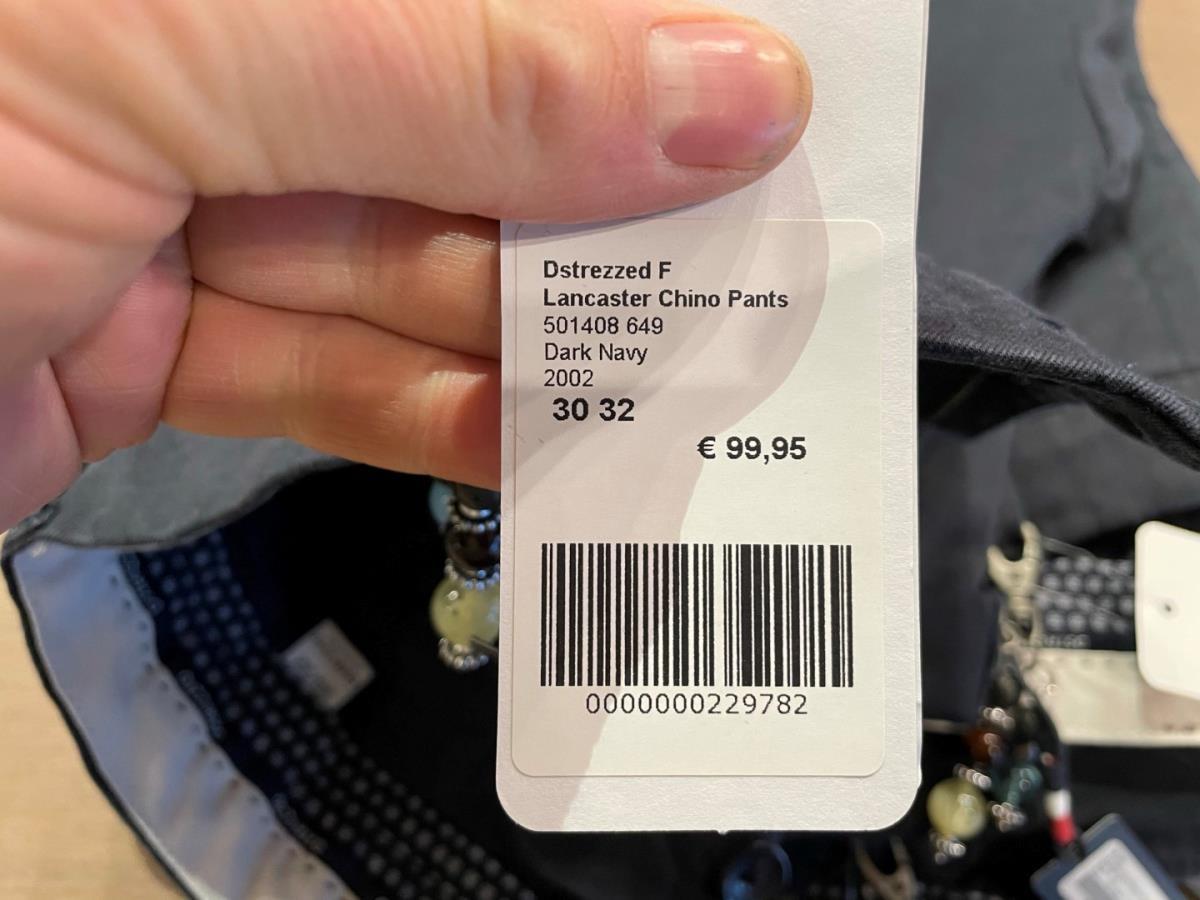 Dstrezzed F
Lancaster Chino Pants
501408 649
Dark Navy
2002
30 32
€ 99,95
0000000229782